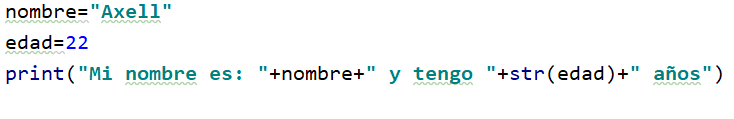 nombre="Axell"
edad=22
print("Mi nombre es: "+nombre+" y tengo "+str(edad)+" años")